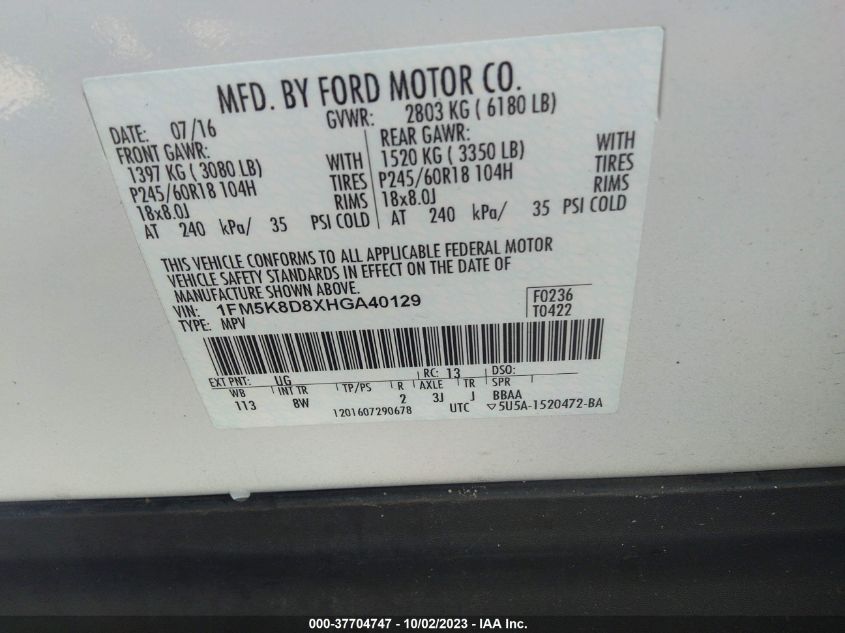 MFD. BY FORD MOTOR CO.
DATE: 07/16 GVWR: 2803 KG ( 6180 LB)
FRONT GAWR: REAR GAWR:
1397 KG ( 3080 LB) WITH 1520 KG ( 3350 LB) WITH
P245/60R18 104H TIRES P245/60R18 104H TIRES
18x8.0J RIMS 18x8.0J RIMS
AT 240 kPa/ 35 PSI COLD AT 240 kPa/ 35 PSI COLD
THIS VEHICLE CONFORMS TO ALL APPLICABLE FEDERAL MOTOR
VEHICLE SAFETY STANDARDS IN EFFECT ON THE DATE OF
MANUFACTURE SHOWN ABOVE.
VIN: 1FM5K8D8XHGA40129 F0236
TYPE: MPV T0422
EXT PNT: UG RC: 13 DSO:
WB INT TR TP/PS R AXLE TR SPR
113 8W 2 3J J BBAA
1201607290678 UTC ▽5U5A-1520472-BA
000-37704747 - 10/02/2023 - IAA Inc.